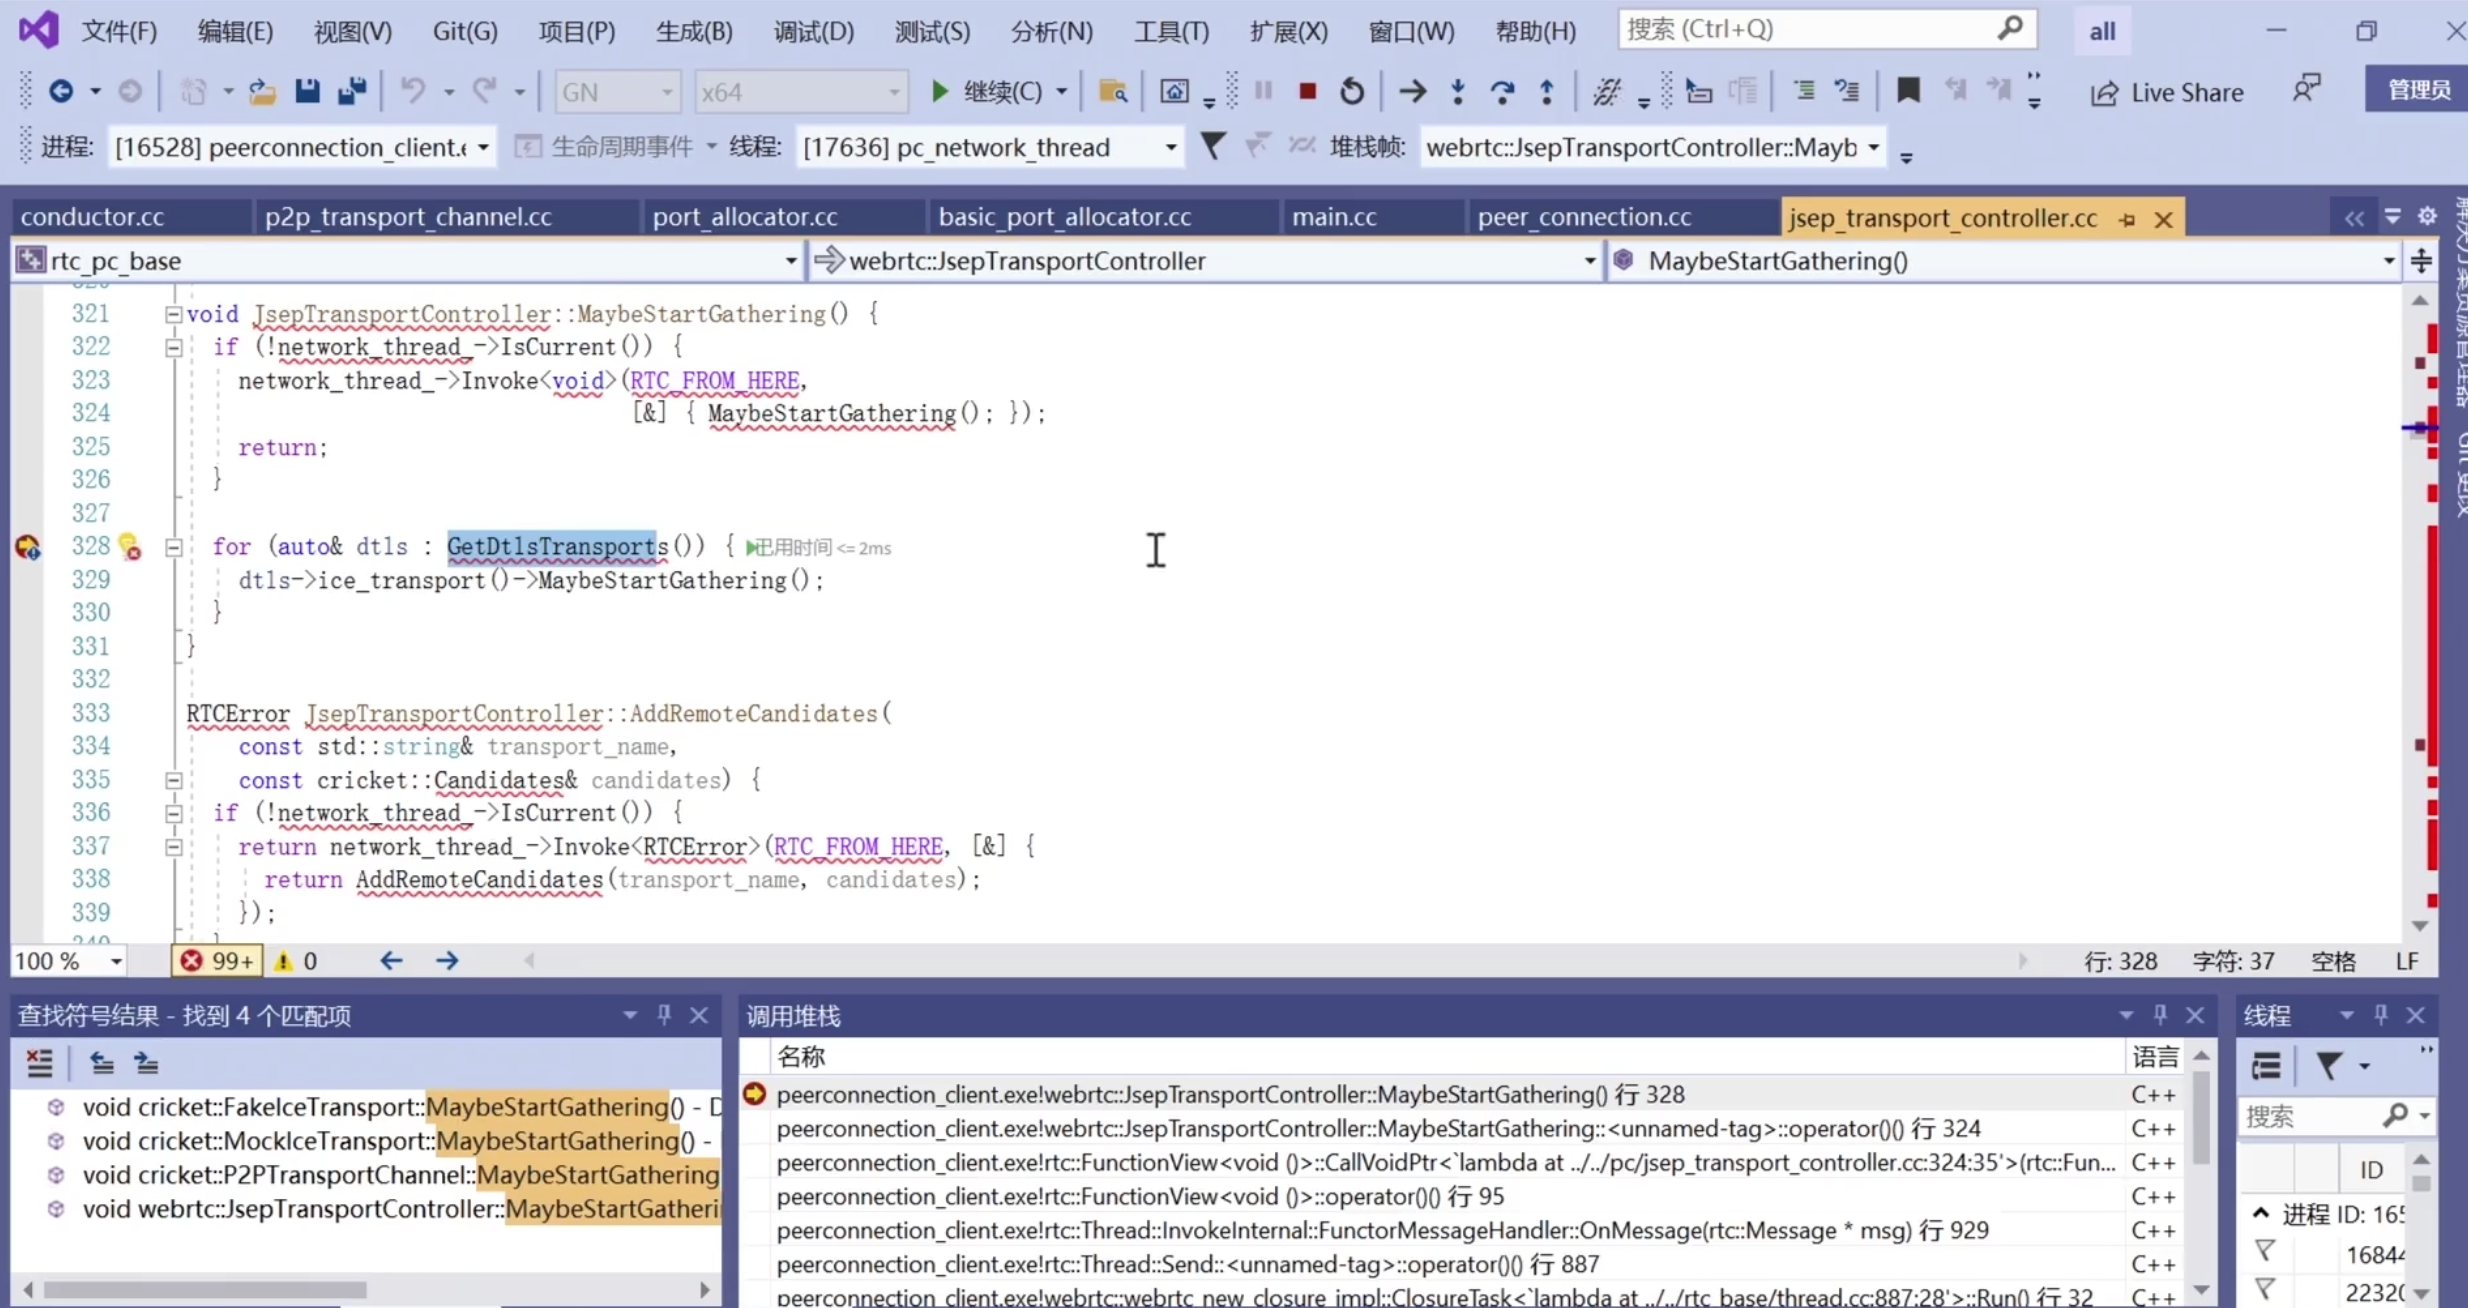 文件(F) 编辑(E) 视图(V) Git(G) 项目(P) 生成(B) 调试(D) 测试(S) 分析(N) 工具(T) 扩展(X) 窗口(W) 帮助(H) 搜索 (Ctrl+Q) all
GN x64 继续(C) Live Share 管理员
进程: [16528] peerconnection_client.e 生命周期事件 线程: [17636] pc_network_thread 堆栈帧: webrtc::JsepTransportController::Mayb
conductor.cc p2p_transport_channel.cc port_allocator.cc basic_port_allocator.cc main.cc peer_connection.cc jsep_transport_controller.cc
rtc_pc_base webrtc::JsepTransportController MaybeStartGathering()
321 void JsepTransportController::MaybeStartGathering() {
322 if (!network_thread_->IsCurrent()) {
323 network_thread_->Invoke<void>(RTC_FROM_HERE,
324 [&] { MaybeStartGathering(); });
325 return;
326 }
327
328 for (auto& dtls : GetDtlsTransports()) { 已用时间 <= 2ms
329 dtls->ice_transport()->MaybeStartGathering();
330 }
331 }
332
333 RTCError JsepTransportController::AddRemoteCandidates(
334 const std::string& transport_name,
335 const cricket::Candidates& candidates) {
336 if (!network_thread_->IsCurrent()) {
337 return network_thread_->Invoke<RTCError>(RTC_FROM_HERE, [&] {
338 return AddRemoteCandidates(transport_name, candidates);
339 });
100 % 99+ 0 行: 328 字符: 37 空格 LF
查找符号结果 - 找到 4 个匹配项
void cricket::FakeIceTransport::MaybeStartGathering() - D
void cricket::MockIceTransport::MaybeStartGathering() -
void cricket::P2PTransportChannel::MaybeStartGathering
void webrtc::JsepTransportController::MaybeStartGatheri
调用堆栈
名称 语言
peerconnection_client.exe!webrtc::JsepTransportController::MaybeStartGathering() 行 328 C++
peerconnection_client.exe!webrtc::JsepTransportController::MaybeStartGathering::<unnamed-tag>::operator()() 行 324 C++
peerconnection_client.exe!rtc::FunctionView<void ()>::CallVoidPtr<`lambda at ../../pc/jsep_transport_controller.cc:324:35'>(rtc::Fun... C++
peerconnection_client.exe!rtc::FunctionView<void ()>::operator()() 行 95 C++
peerconnection_client.exe!rtc::Thread::InvokeInternal::FunctorMessageHandler::OnMessage(rtc::Message * msg) 行 929 C++
peerconnection_client.exe!rtc::Thread::Send::<unnamed-tag>::operator()() 行 887 C++
peerconnection_client.exe!webrtc::webrtc_new_closure_impl::ClosureTask<`lambda at ../../rtc_base/thread.cc:887:28'>::Run() 行 32 C++
线程
搜索
ID
进程 ID: 165
16844
22320